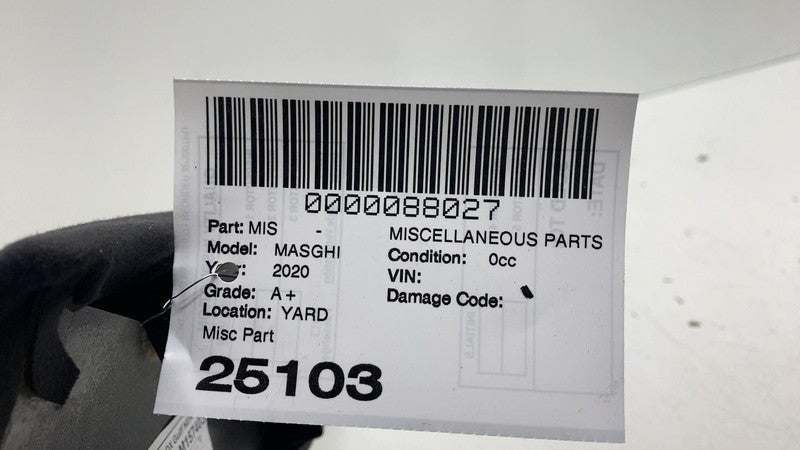 0000088027
Part: MIS - MISCELLANEOUS PARTS
Model: MASGHI Condition: 0cc
Year: 2020 VIN:
Grade: A+ Damage Code:
Location: YARD
Misc Part
25103